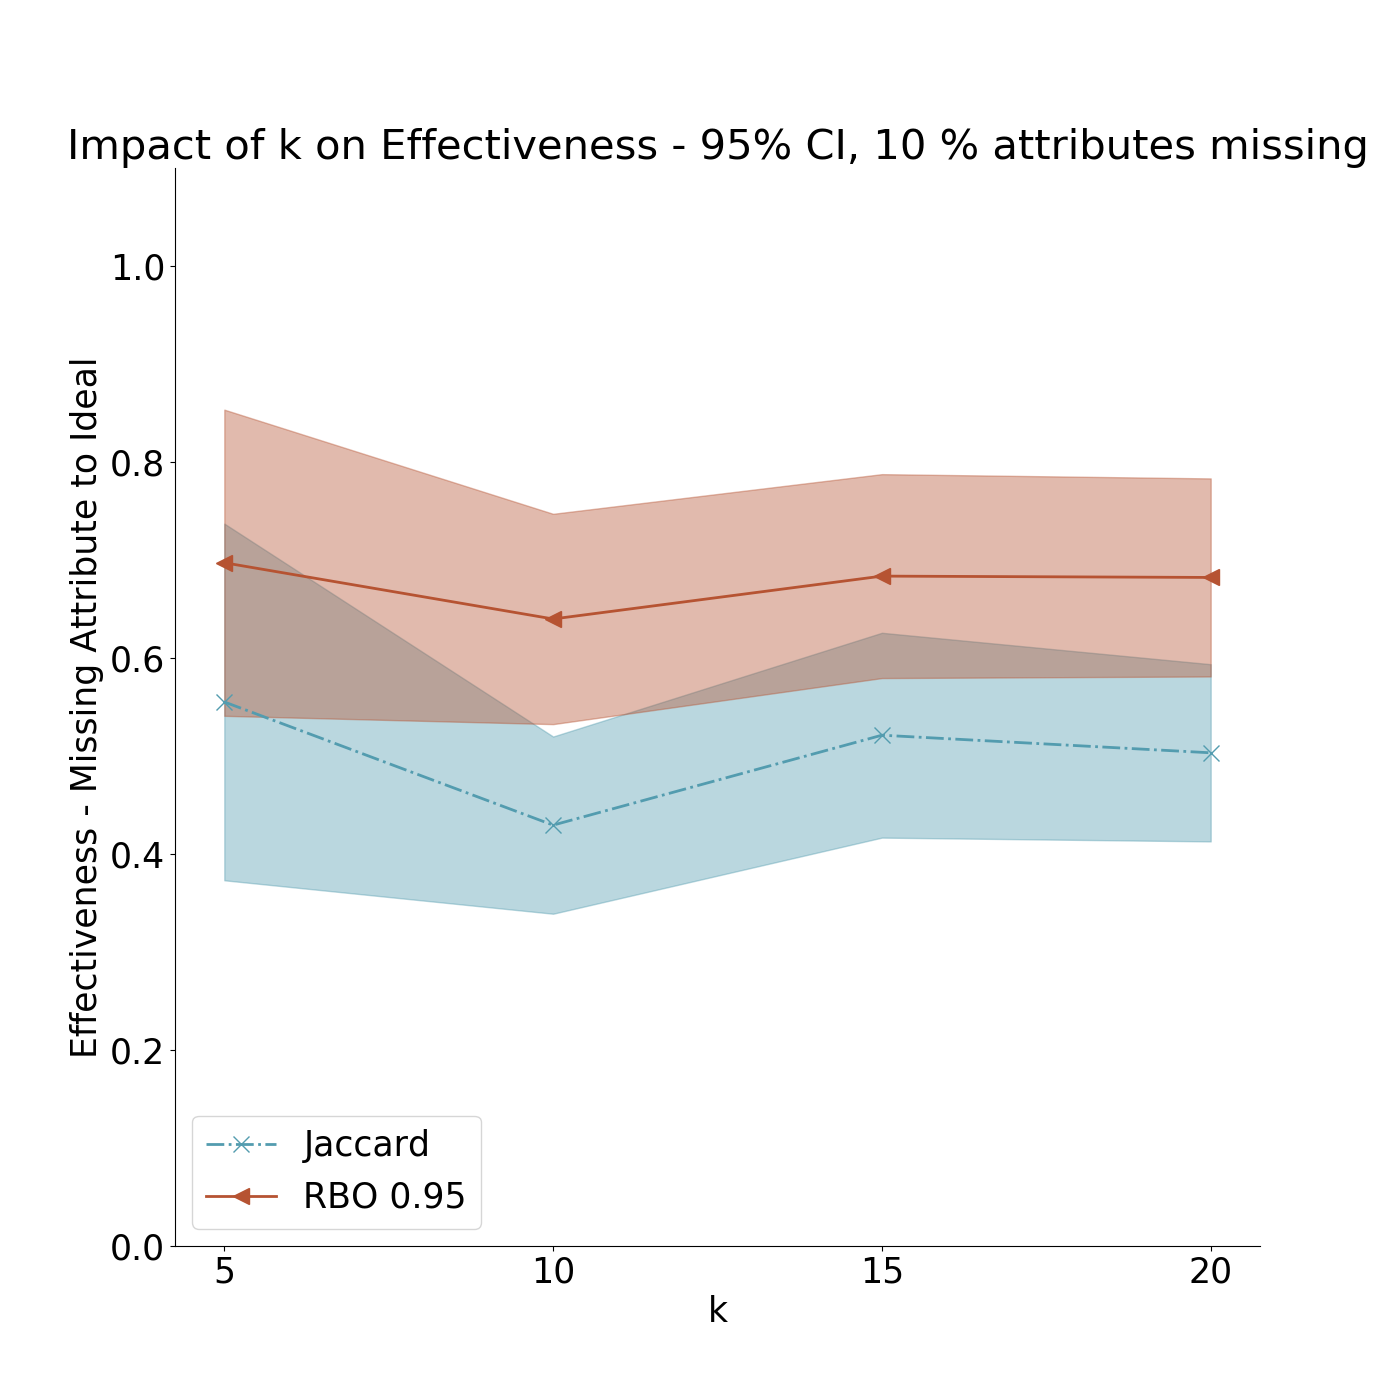 Impact of k on Effectiveness - 95% CI, 10 % attributes missing
Effectiveness - Missing Attribute to Ideal
1.0
0.8
0.6
0.4
0.2
0.0
Jaccard
RBO 0.95
5 10 15 20
k